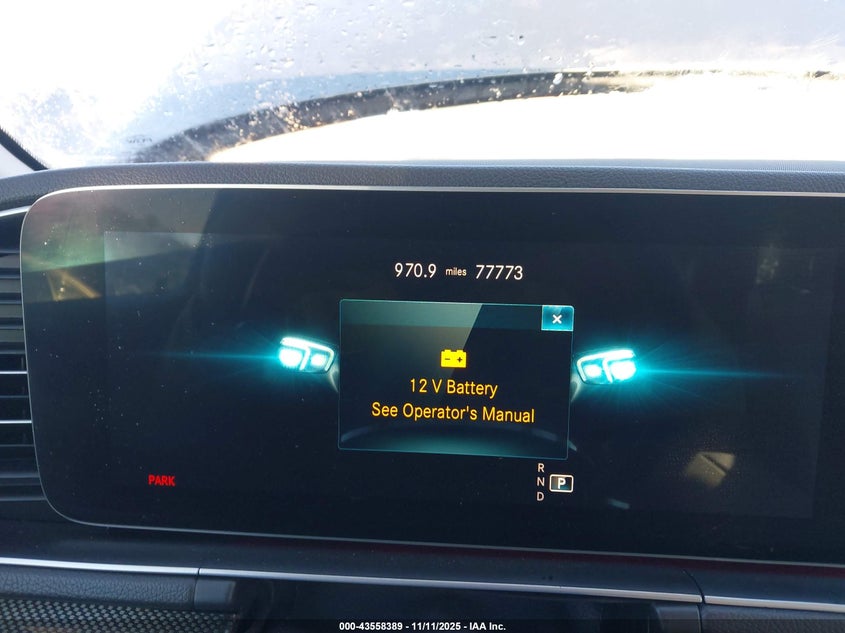 970.9 miles 77773
×
12 V Battery
See Operator's Manual
PARK
R
N P
D
000-43558389 - 11/11/2025 - IAA Inc.